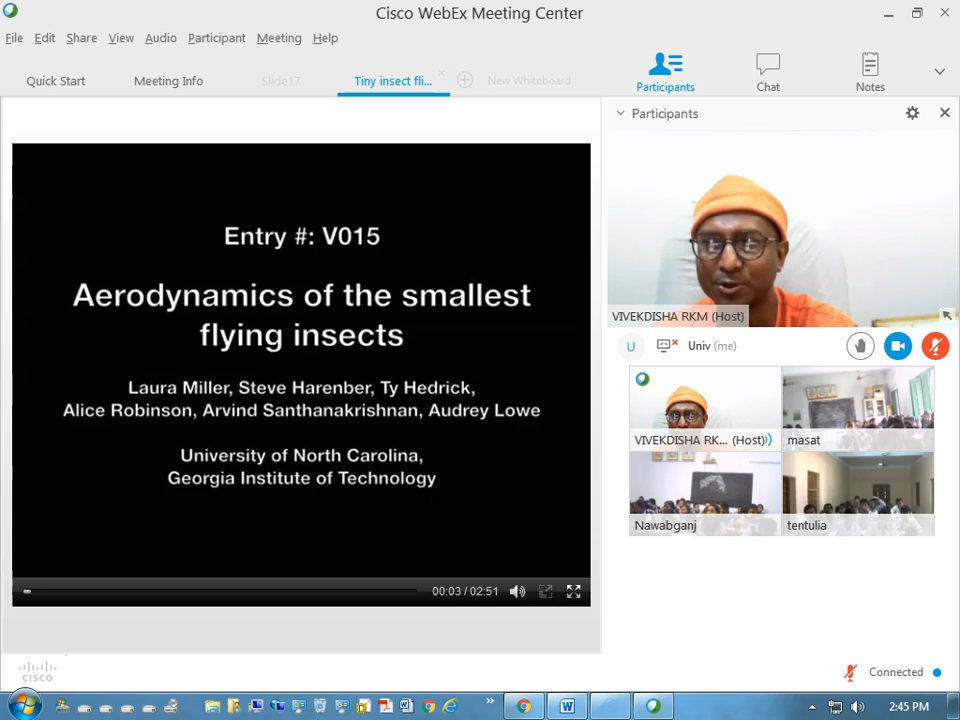 Cisco WebEx Meeting Center
File Edit Share View Audio Participant Meeting Help
Quick Start
Meeting Info
Slide17
Tiny insect fli...
New Whiteboard
Participants
Chat
Notes
Participants
Entry #: V015
Aerodynamics of the smallest
flying insects
Laura Miller, Steve Harenber, Ty Hedrick,
Alice Robinson, Arvind Santhanakrishnan, Audrey Lowe
University of North Carolina,
Georgia Institute of Technology
00:03 / 02:51
VIVEKDISHA RKM (Host)
U
Univ (me)
VIVEKDISHA RK... (Host)
masat
Nawabganj
tentulia
cisco
Connected
2:45 PM